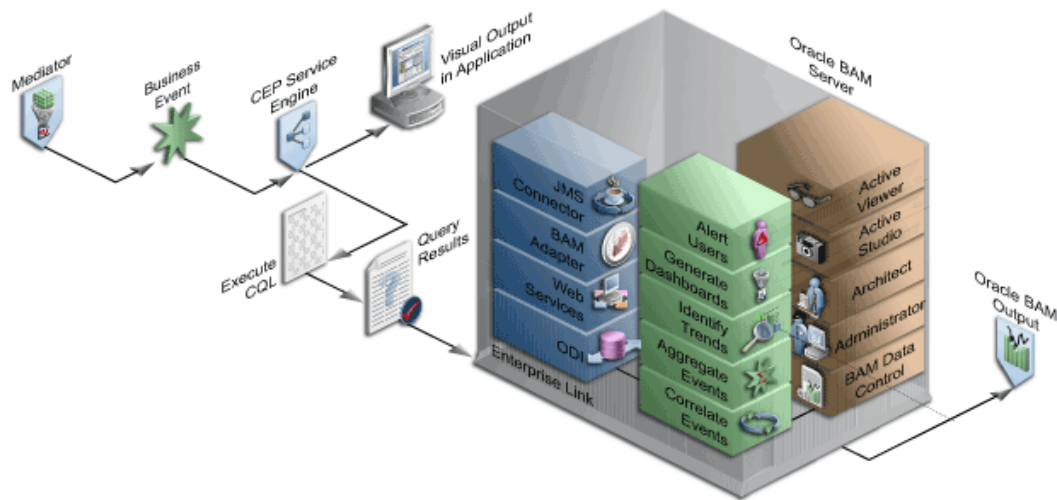 Mediator
Business
Event
CEP Service
Engine
Visual Output
in Application
Execute
CQL
Query
Results
Oracle BAM
Server
JMS
Connector
BAM
Adapter
Web
Services
ODI
Enterprise Link
Alert
Users
Generate
Dashboards
Identify
Trends
Aggregate
Events
Correlate
Events
Active
Viewer
Active
Studio
Architect
Administrator
BAM Data
Control
Oracle BAM
Output